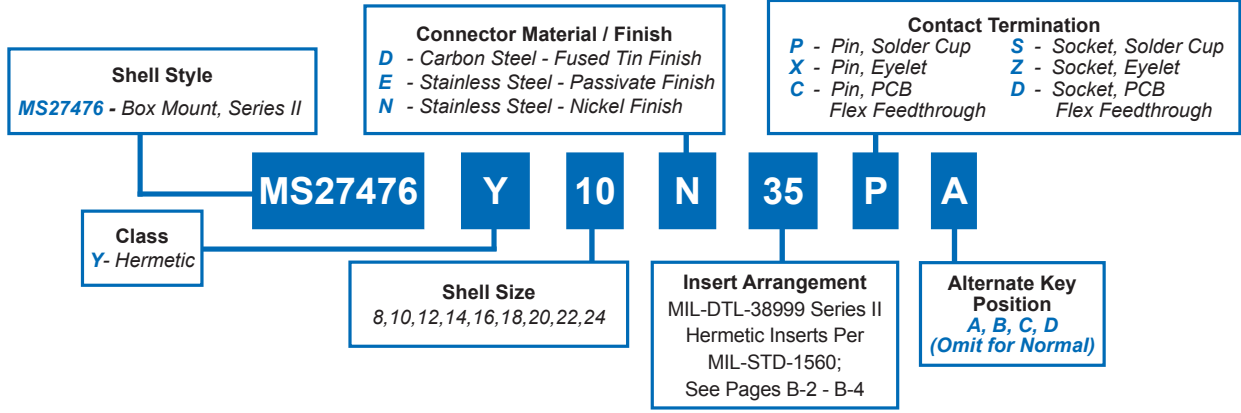 Shell Style
MS27476 - Box Mount, Series II
Connector Material / Finish
D - Carbon Steel - Fused Tin Finish
E - Stainless Steel - Passivate Finish
N - Stainless Steel - Nickel Finish
Contact Termination
P - Pin, Solder Cup
X - Pin, Eyelet
C - Pin, PCB
Flex Feedthrough
S - Socket, Solder Cup
Z - Socket, Eyelet
D - Socket, PCB
Flex Feedthrough
MS27476 Y 10 N 35 P A
Class
Y- Hermetic
Shell Size
8,10,12,14,16,18,20,22,24
Insert Arrangement
MIL-DTL-38999 Series II
Hermetic Inserts Per
MIL-STD-1560;
See Pages B-2 - B-4
Alternate Key
Position
A, B, C, D
(Omit for Normal)